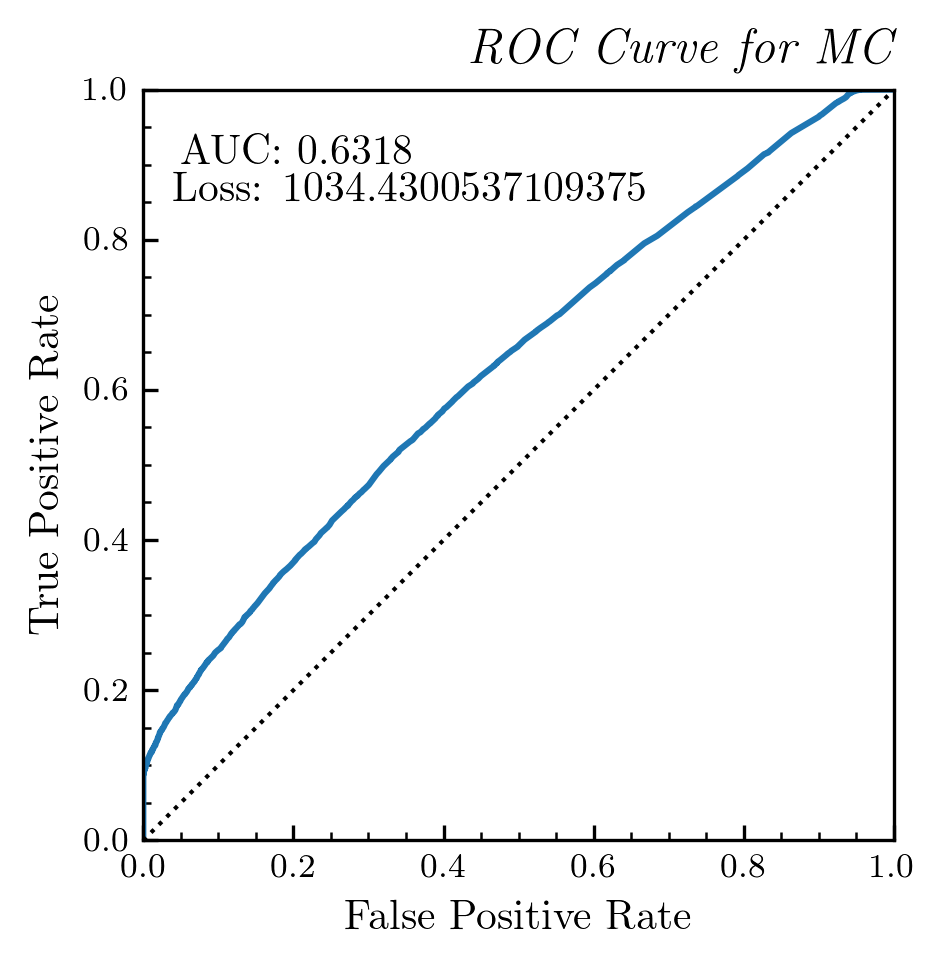 ROC Curve for MC
1.0
AUC: 0.6318
Loss: 1034.4300537109375
0.8
0.6
True Positive Rate
0.4
0.2
0.0
0.0 0.2 0.4 0.6 0.8 1.0
False Positive Rate